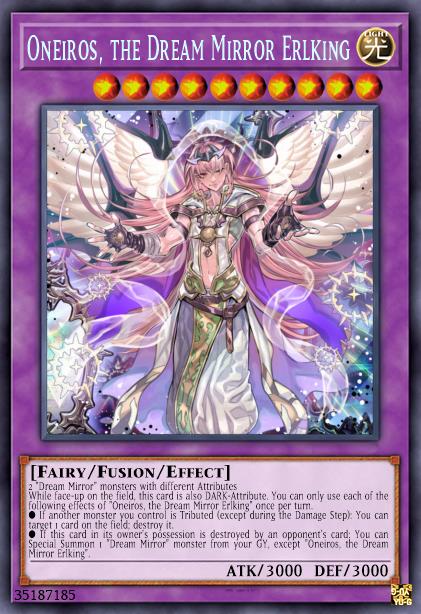 Oneiros, the Dream Mirror Erlking
LIGHT
光
[Fairy/Fusion/Effect]
2 "Dream Mirror" monsters with different Attributes
While face-up on the field, this card is also DARK-Attribute. You can only use each of the
following effects of "Oneiros, the Dream Mirror Erlking" once per turn.
● If another monster you control is Tributed (except during the Damage Step): You can
target 1 card on the field; destroy it.
● If this card in its owner's possession is destroyed by an opponent's card: You can
Special Summon 1 "Dream Mirror" monster from your GY, except "Oneiros, the Dream
Mirror Erlking".
ATK/3000 DEF/3000
35187185